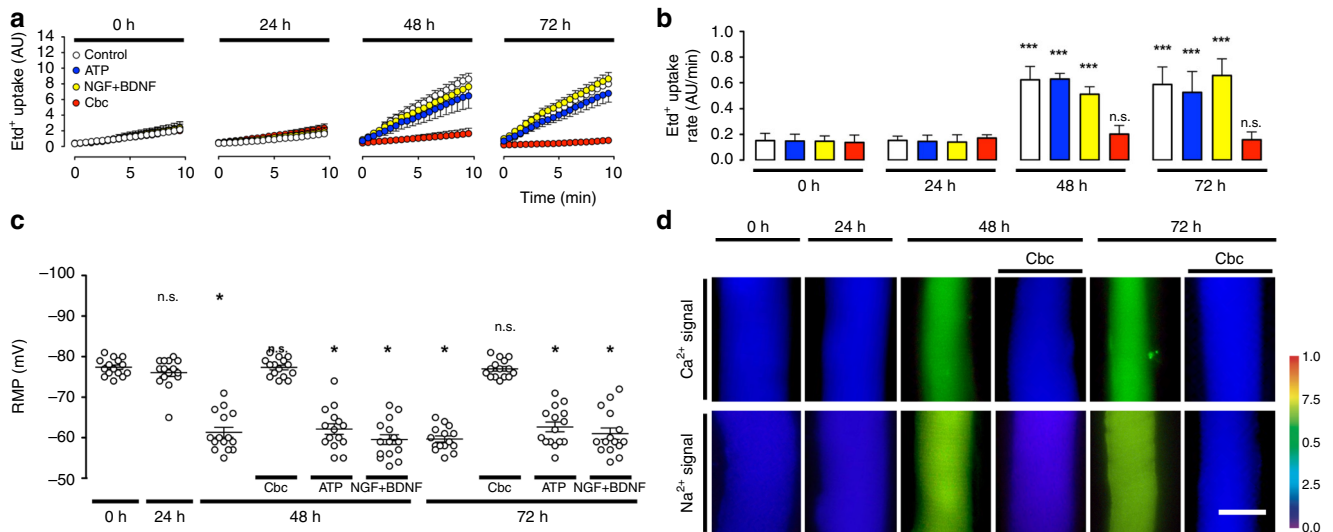 a
0 h 24 h 48 h 72 h
Etd⁺ uptake (AU)
14
12
10
8
6
4
2
0
Control
ATP
NGF+BDNF
Cbc
0 10 0 10 0 10 0 10
Time (min)
b
Etd⁺ uptake
rate (AU/min)
1.0
0.8
0.6
0.4
0.2
0.0
*** *** *** n.s.
*** *** *** n.s.
0 h 24 h 48 h 72 h
c
RMP (mV)
–100
–90
–80
–70
–60
–50
n.s. * n.s. * * * n.s. * *
Cbc ATP NGF+BDNF Cbc ATP NGF+BDNF
0 h 24 h 48 h 72 h
d
0 h 24 h 48 h 72 h
Cbc Cbc
Ca²⁺ signal
Na²⁺ signal
1.0
7.5
0.5
2.5
0.0